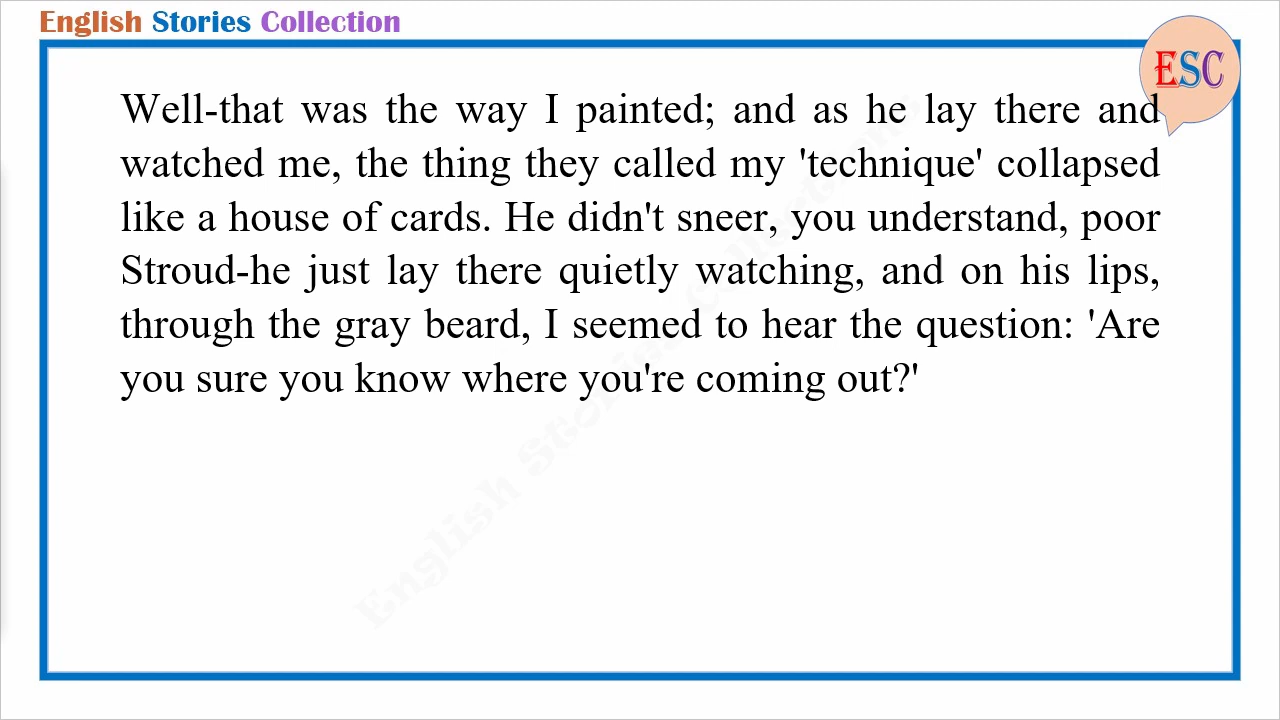 English Stories Collection
ESC
Well-that was the way I painted; and as he lay there and
watched me, the thing they called my 'technique' collapsed
like a house of cards. He didn't sneer, you understand, poor
Stroud-he just lay there quietly watching, and on his lips,
through the gray beard, I seemed to hear the question: 'Are
you sure you know where you're coming out?'
English Stories Collections